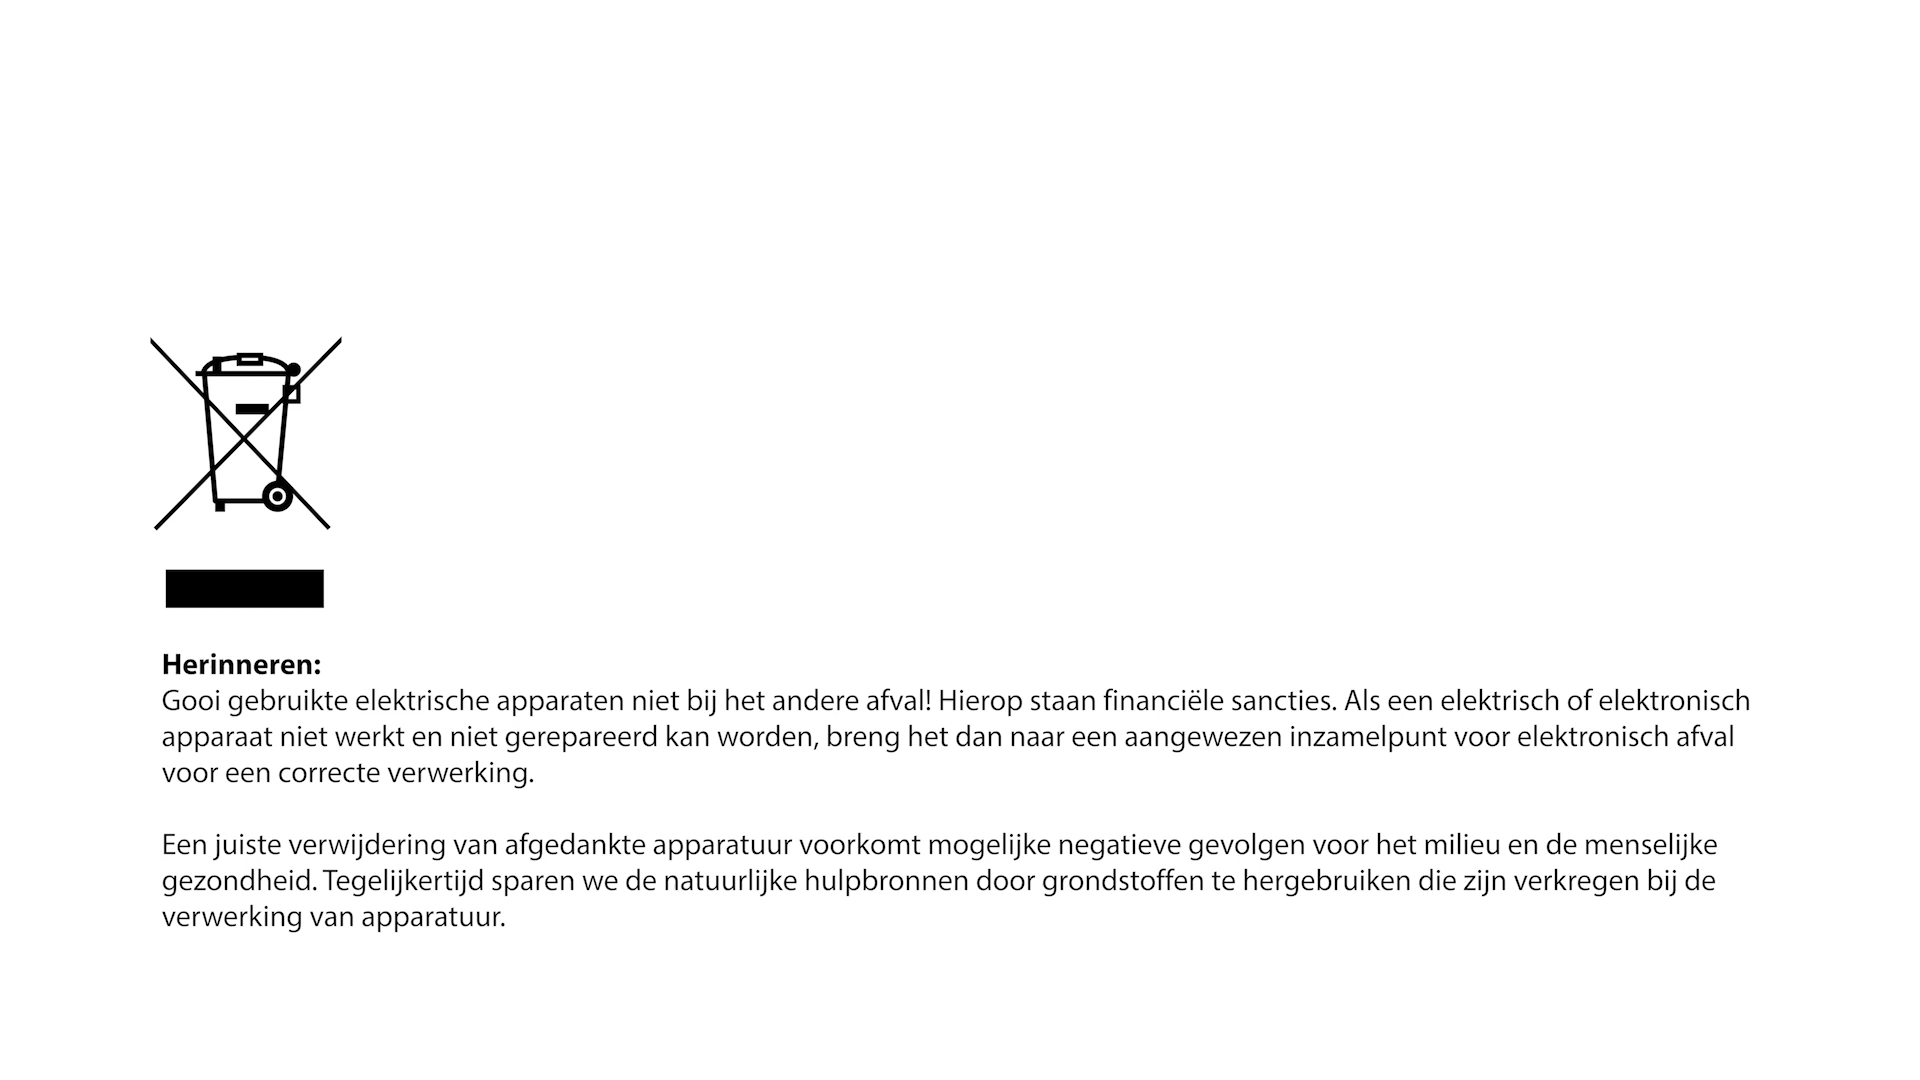 Herinneren:
Gooi gebruikte elektrische apparaten niet bij het andere afval! Hierop staan financiële sancties. Als een elektrisch of elektronisch
apparaat niet werkt en niet gerepareerd kan worden, breng het dan naar een aangewezen inzamelpunt voor elektronisch afval
voor een correcte verwerking.
Een juiste verwijdering van afgedankte apparatuur voorkomt mogelijke negatieve gevolgen voor het milieu en de menselijke
gezondheid. Tegelijkertijd sparen we de natuurlijke hulpbronnen door grondstoffen te hergebruiken die zijn verkregen bij de
verwerking van apparatuur.